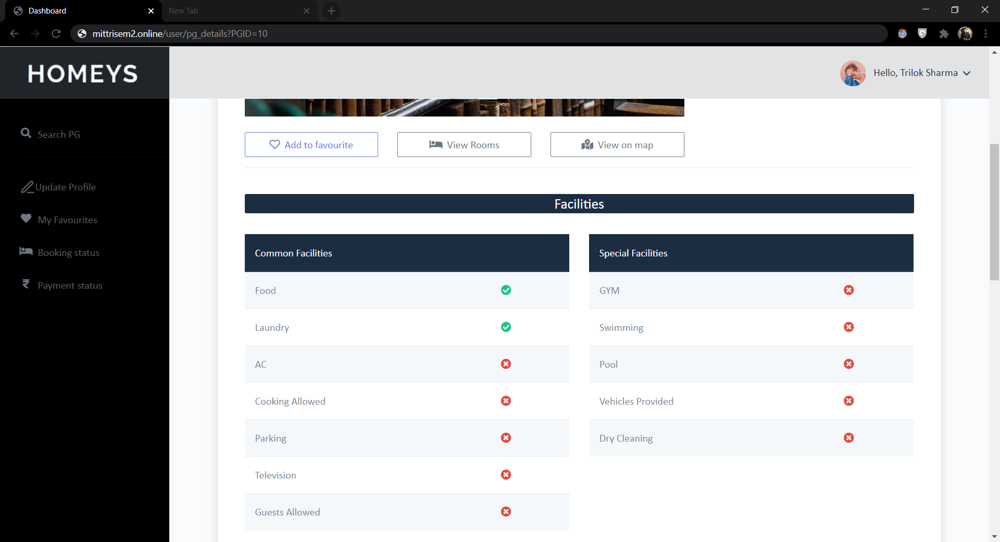 Dashboard
New Tab
mittrisem2.online/user/pg_details?PGID=10
HOMEYS
Hello, Trilok Sharma
Search PG
Update Profile
My Favourites
Booking status
Payment status
Add to favourite
View Rooms
View on map
Facilities
Common Facilities
Food
Laundry
AC
Cooking Allowed
Parking
Television
Guests Allowed
Special Facilities
GYM
Swimming
Pool
Vehicles Provided
Dry Cleaning